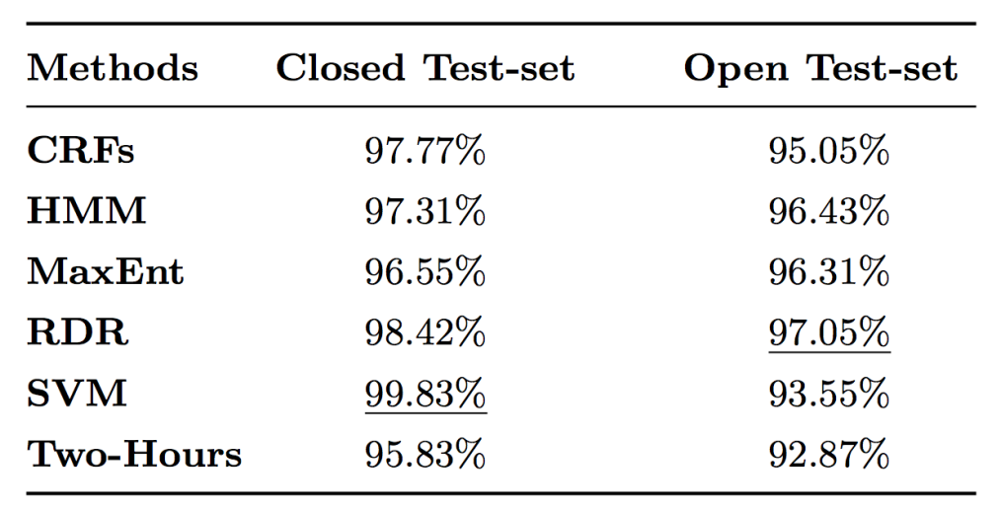 Methods Closed Test-set Open Test-set
CRFs 97.77% 95.05%
HMM 97.31% 96.43%
MaxEnt 96.55% 96.31%
RDR 98.42% 97.05%
SVM 99.83% 93.55%
Two-Hours 95.83% 92.87%